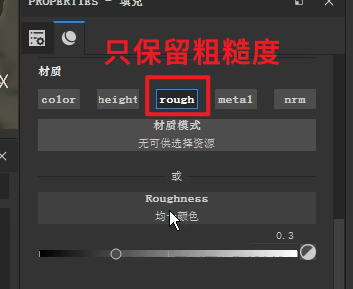 PROPERTIES - 填充
只保留粗糙度
材质
color height rough metal nrm
材质模式
无可供选择资源
或
Roughness
均一颜色
0.3